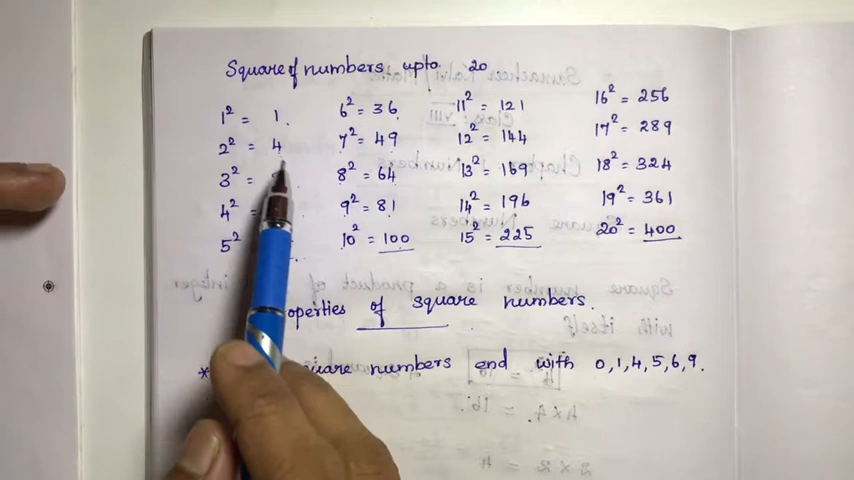 Square of numbers upto 20
1² = 1. 6² = 36 11² = 121 16² = 256
2² = 4 7² = 49 12² = 144 17² = 289
3² = 8² = 64 13² = 169 18² = 324
4² = 9² = 81 14² = 196 19² = 361
5² 10² = 100 15² = 225 20² = 400
operties of square numbers.
* uare numbers end with 0,1,4,5,6,9.